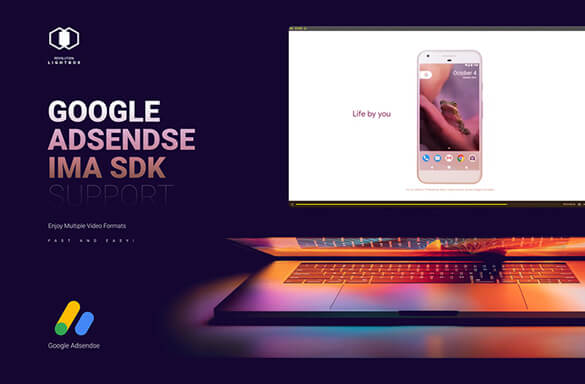 REVOLUTION
LIGHTBOX
GOOGLE
ADSENDSE
IMA SDK
SUPPORT
Enjoy Mutiple Video Formats
FAST AND EASY!
Google Adsendse
Life by you
October 4